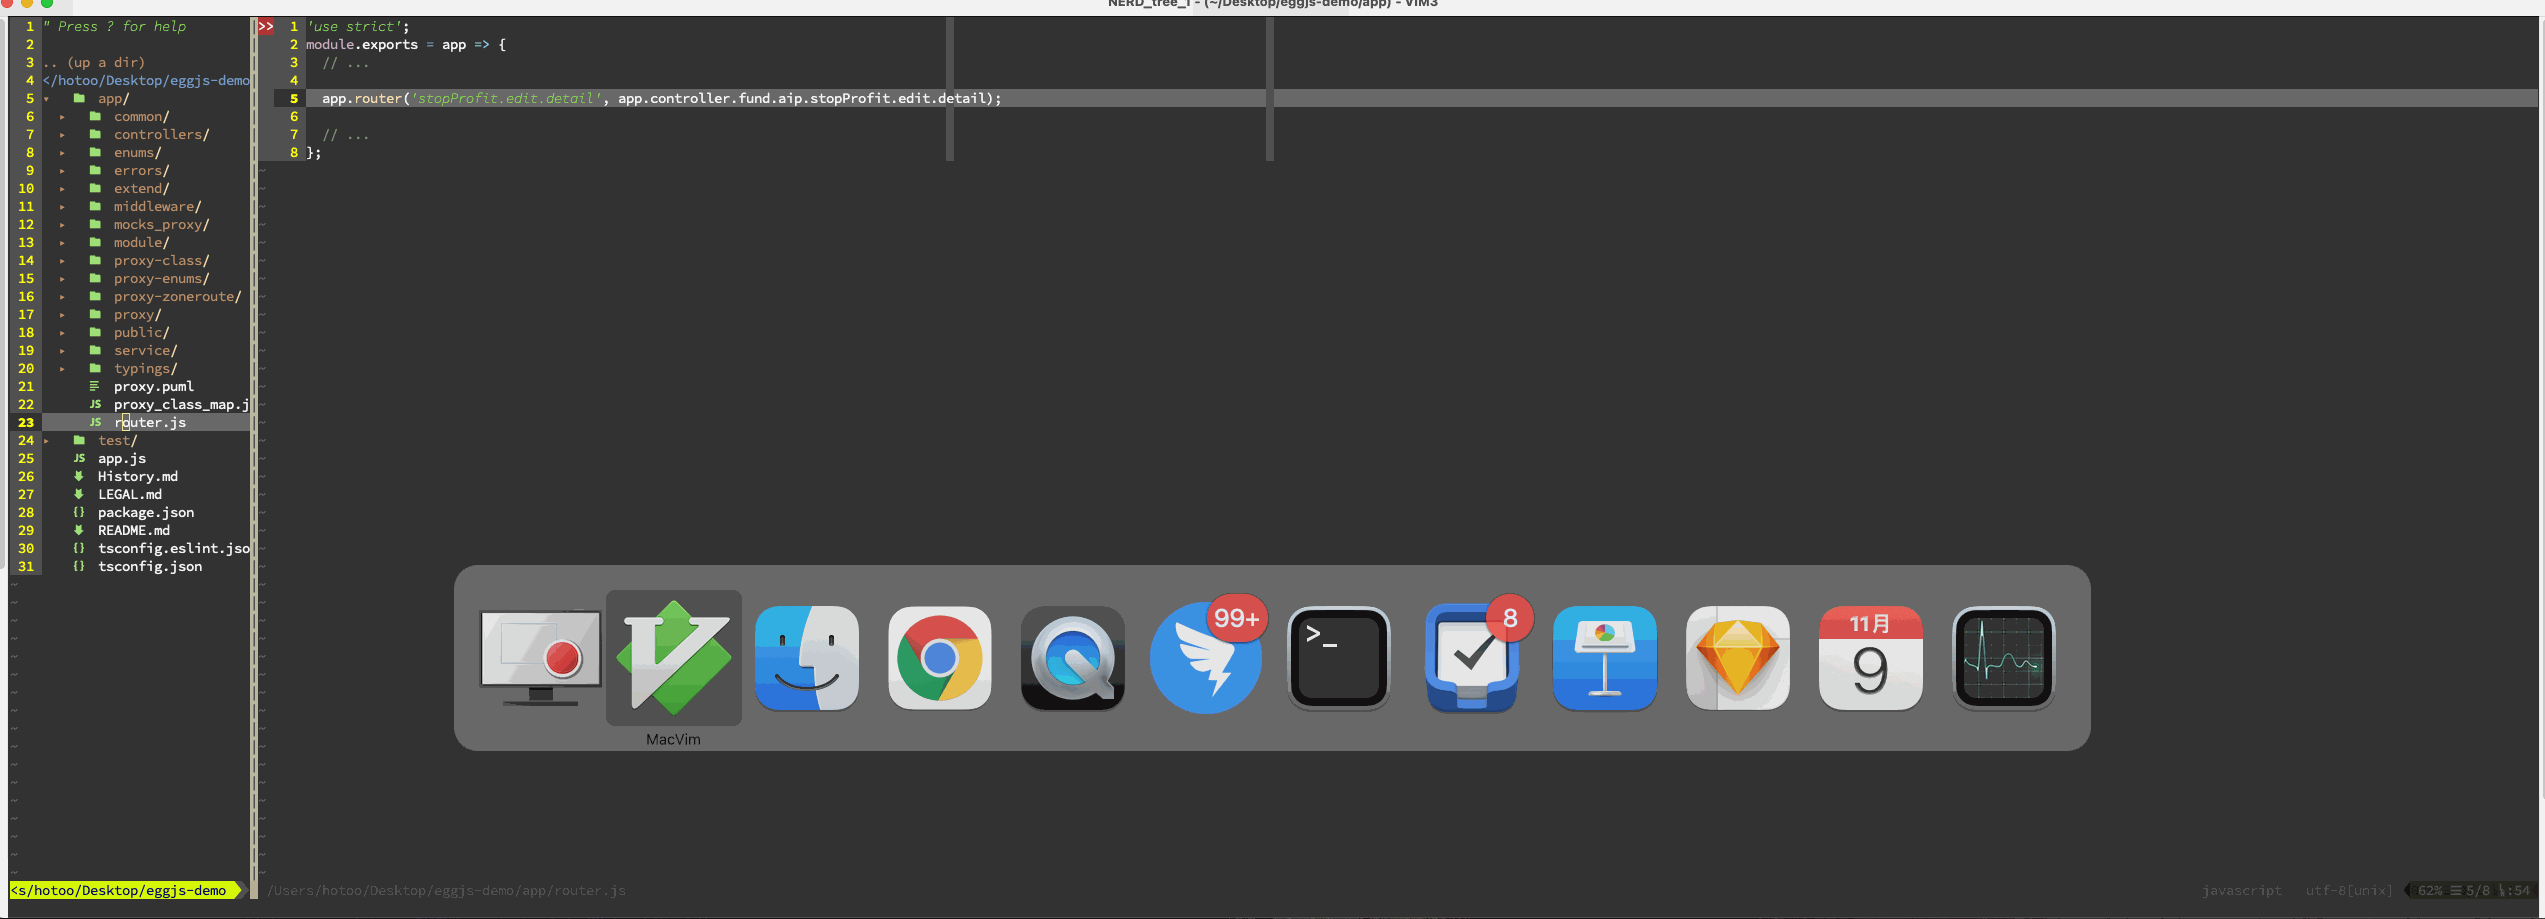 NERD_tree_1 - (~/Desktop/eggjs-demo/app) - VIM3
1 " Press ? for help
2
3 .. (up a dir)
4 </hotoo/Desktop/eggjs-demo
5 ▾ app/
6 ▸ common/
7 ▸ controllers/
8 ▸ enums/
9 ▸ errors/
10 ▸ extend/
11 ▸ middleware/
12 ▸ mocks_proxy/
13 ▸ module/
14 ▸ proxy-class/
15 ▸ proxy-enums/
16 ▸ proxy-zoneroute/
17 ▸ proxy/
18 ▸ public/
19 ▸ service/
20 ▸ typings/
21 proxy.puml
22 JS proxy_class_map.j
23 JS router.js
24 ▸ test/
25 JS app.js
26 History.md
27 LEGAL.md
28 {} package.json
29 README.md
30 {} tsconfig.eslint.jso
31 {} tsconfig.json
<s/hotoo/Desktop/eggjs-demo
>> 1 'use strict';
2 module.exports = app => {
3 // ...
4
5 app.router('stopProfit.edit.detail', app.controller.fund.aip.stopProfit.edit.detail);
6
7 // ...
8 };
99+
>_
8
11月
9
MacVim
/Users/hotoo/Desktop/eggjs-demo/app/router.js
javascript utf-8[unix] 62% ☰ 5/8 :54